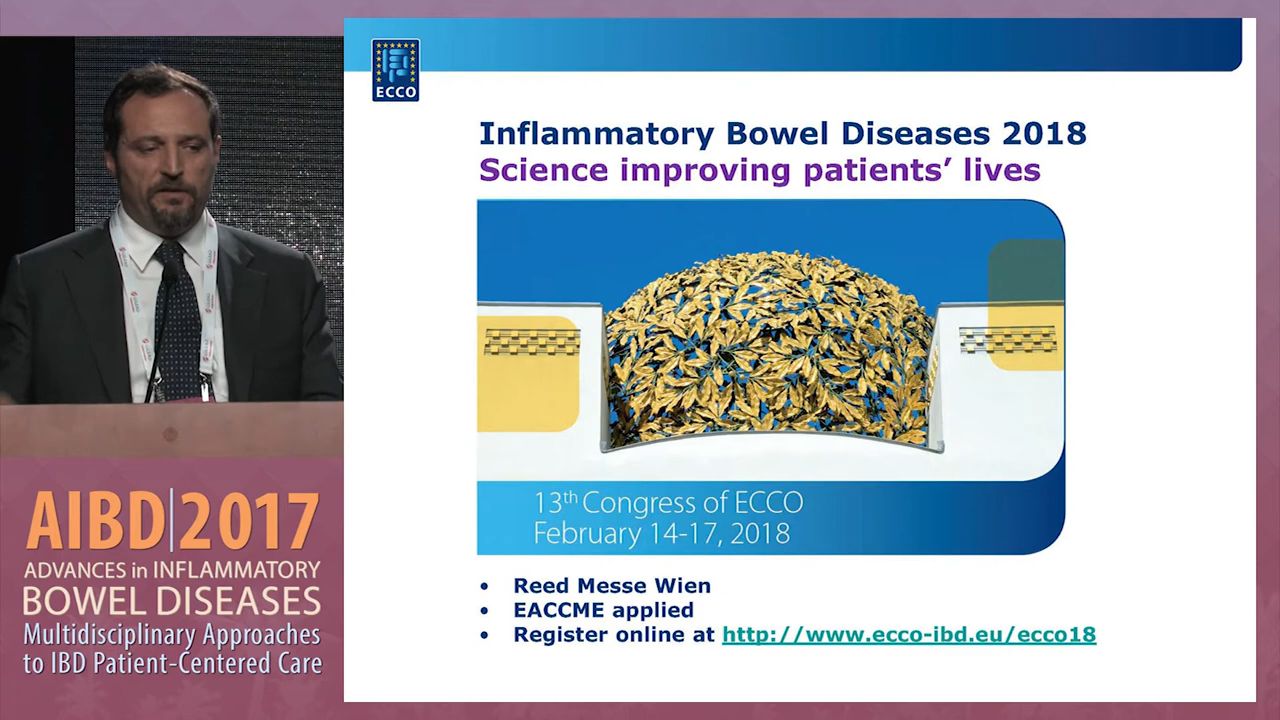 ECCO
Inflammatory Bowel Diseases 2018
Science improving patients’ lives
13th Congress of ECCO
February 14-17, 2018
• Reed Messe Wien
• EACCME applied
• Register online at http://www.ecco-ibd.eu/ecco18
AIBD|2017
ADVANCES in INFLAMMATORY
BOWEL DISEASES
Multidisciplinary Approaches
to IBD Patient-Centered Care